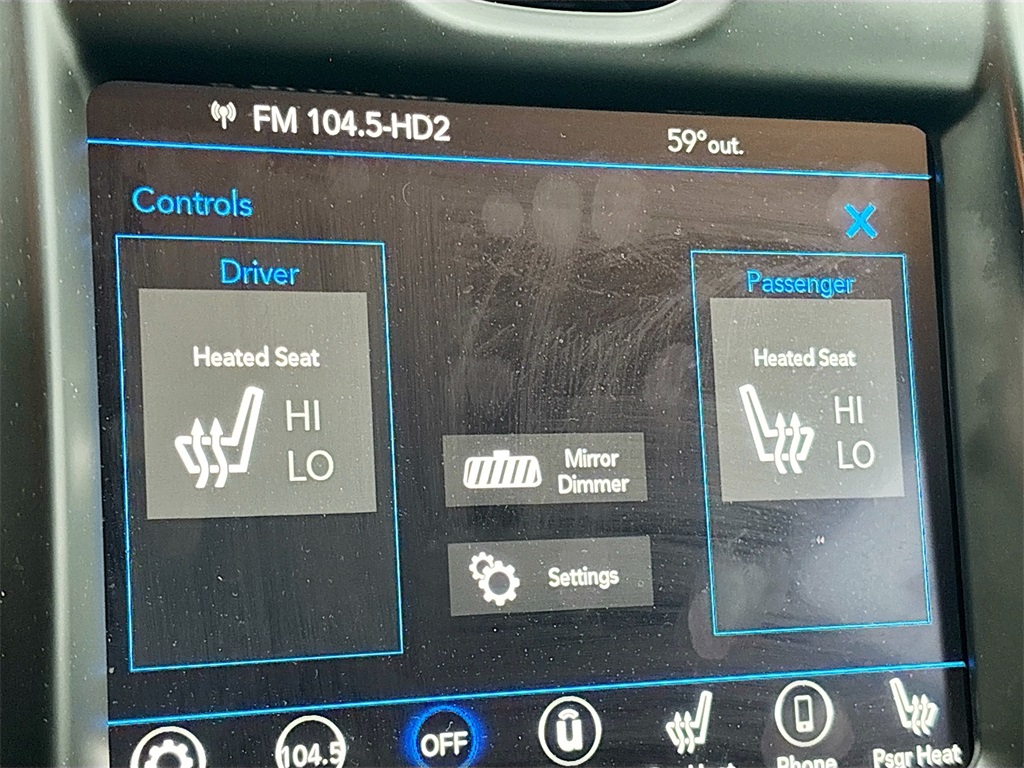 FM 104.5-HD2
59° out.
Controls
Driver
Passenger
Heated Seat
HI
LO
Heated Seat
HI
LO
Mirror
Dimmer
Settings
104.5
OFF
Phone
Psgr Heat